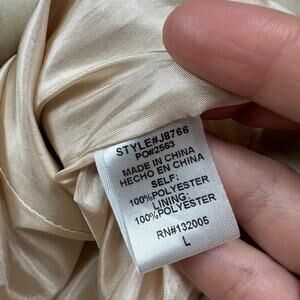 STYLE#J8766
PO#2563
MADE IN CHINA
HECHO EN CHINA
SELF:
100%POLYESTER
LINING:
100%POLYESTER
RN#132005
L